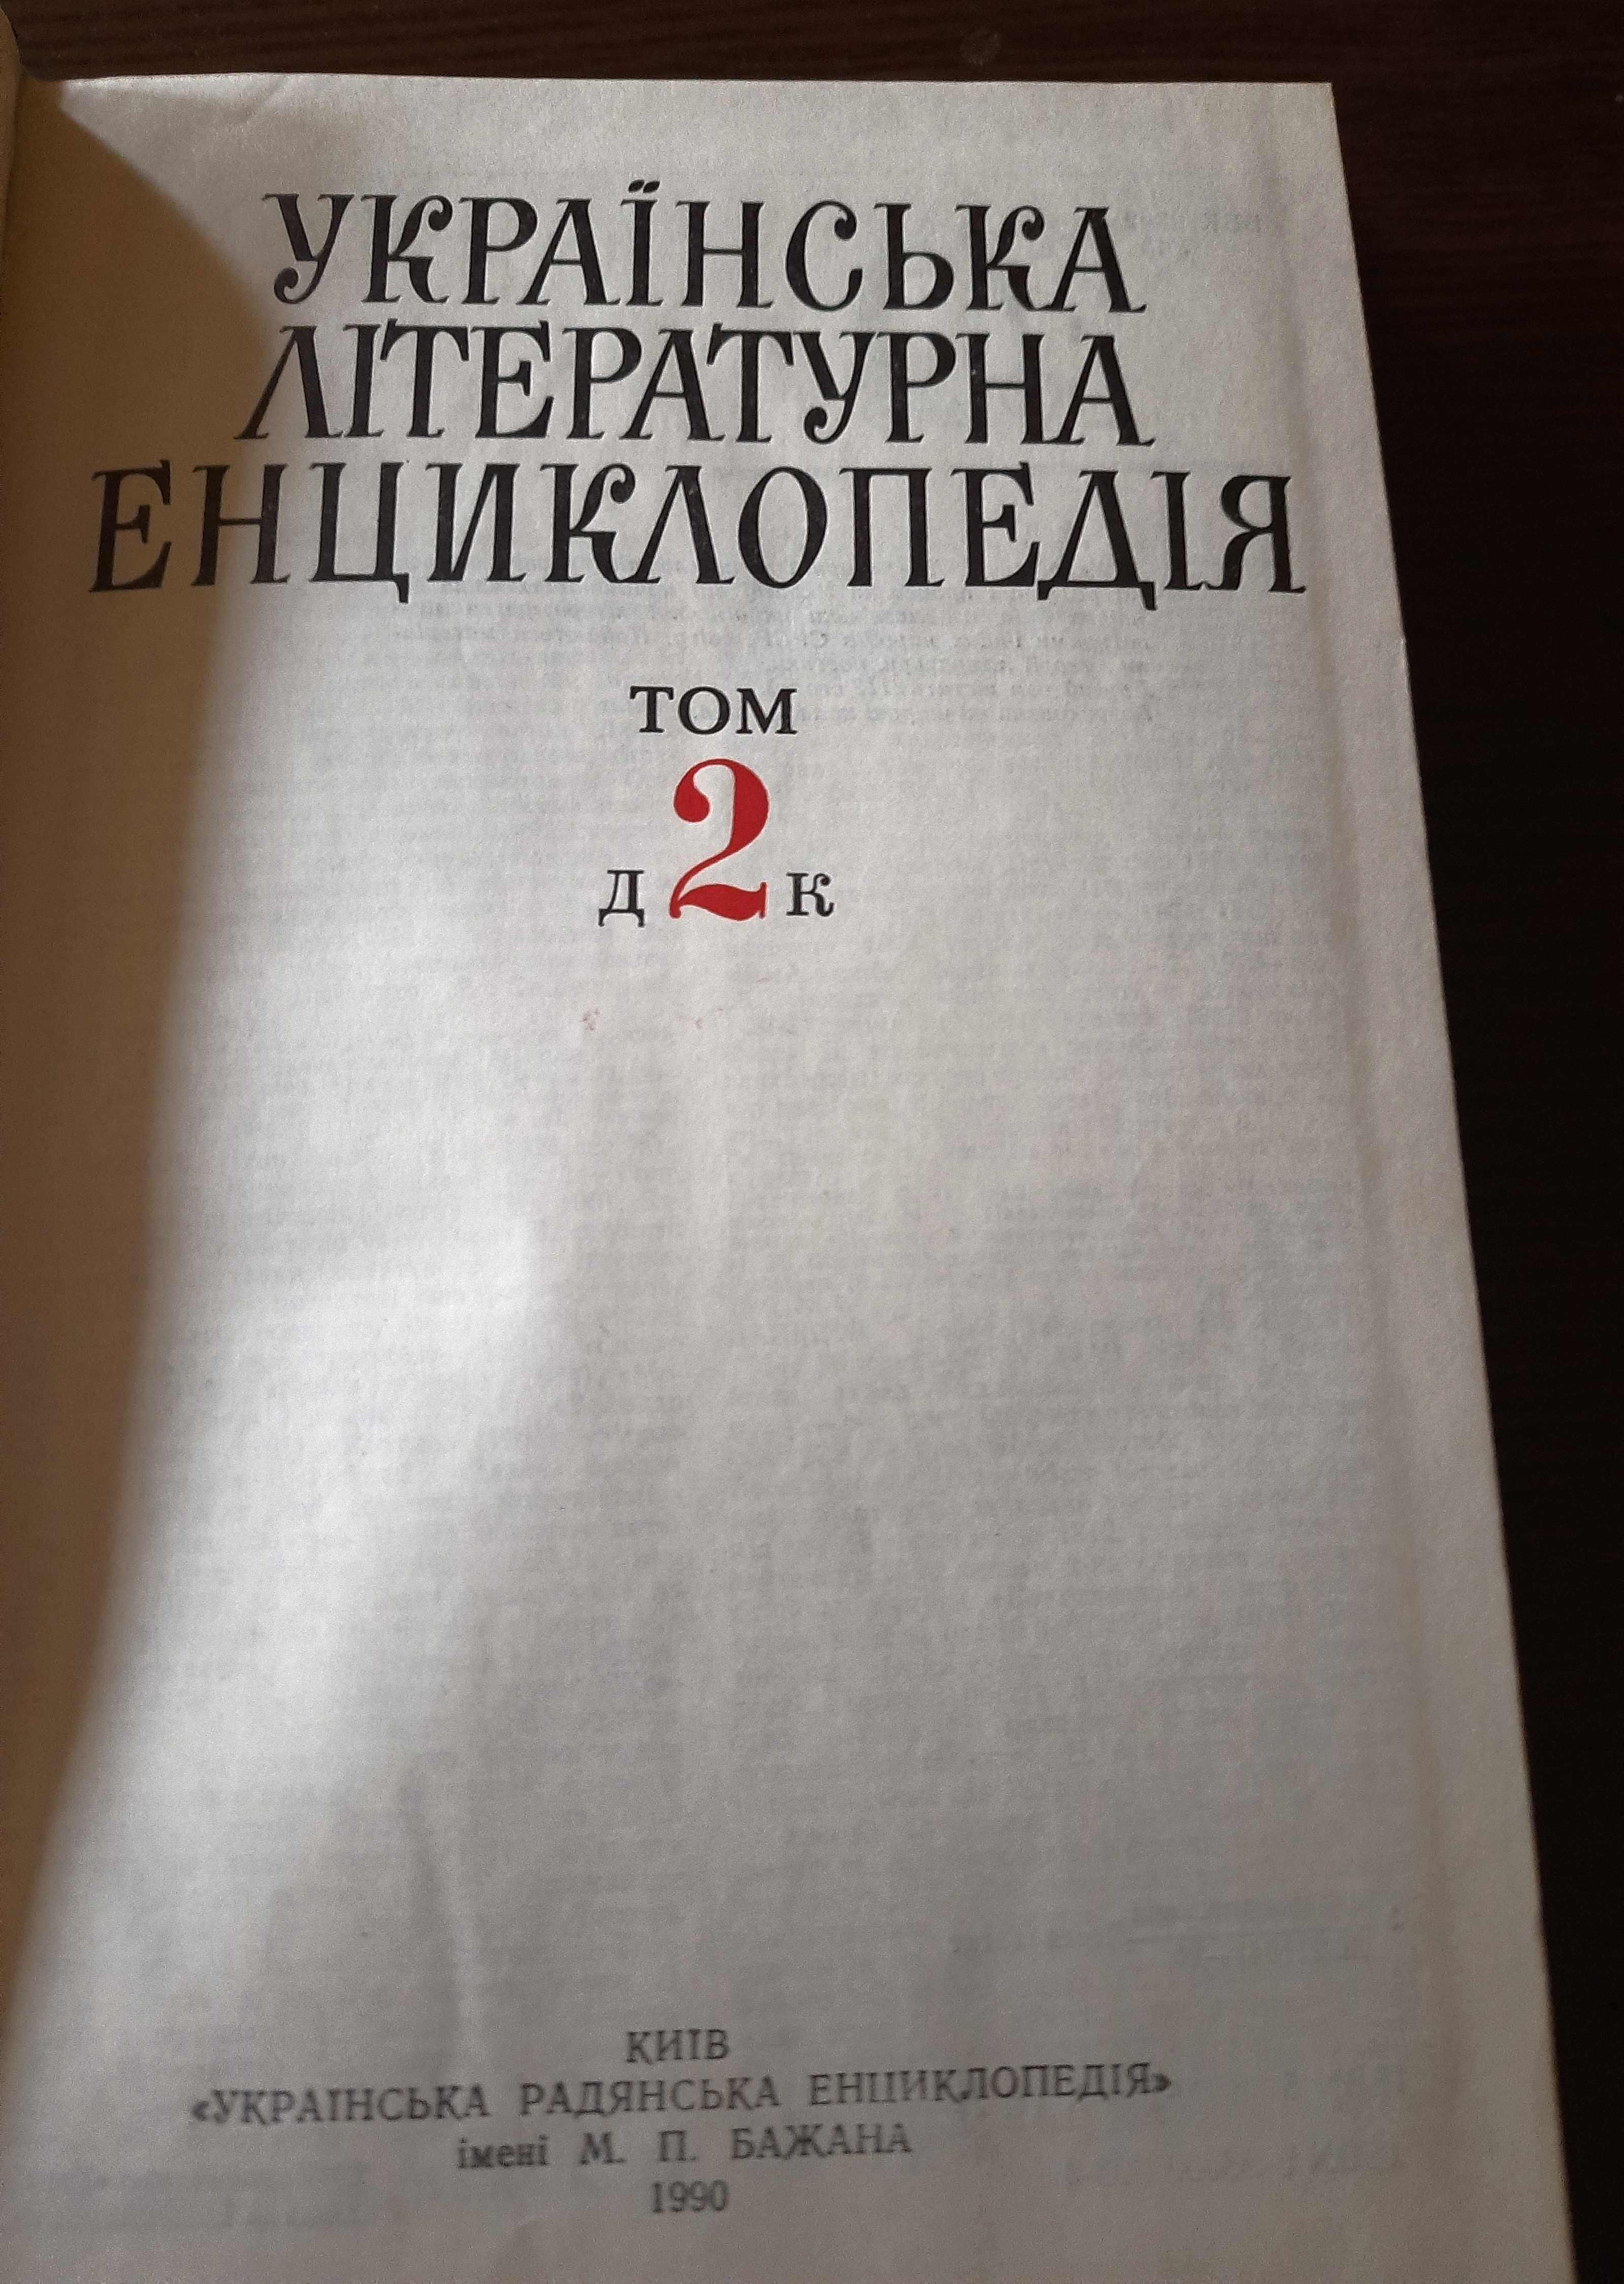 УКРАЇНСЬКА
ЛІТЕРАТУРНА
ЕНЦИКЛОПЕДІЯ
ТОМ
Д 2 К
КИЇВ
«УКРАЇНСЬКА РАДЯНСЬКА ЕНЦИКЛОПЕДІЯ»
імені М. П. БАЖАНА
1990